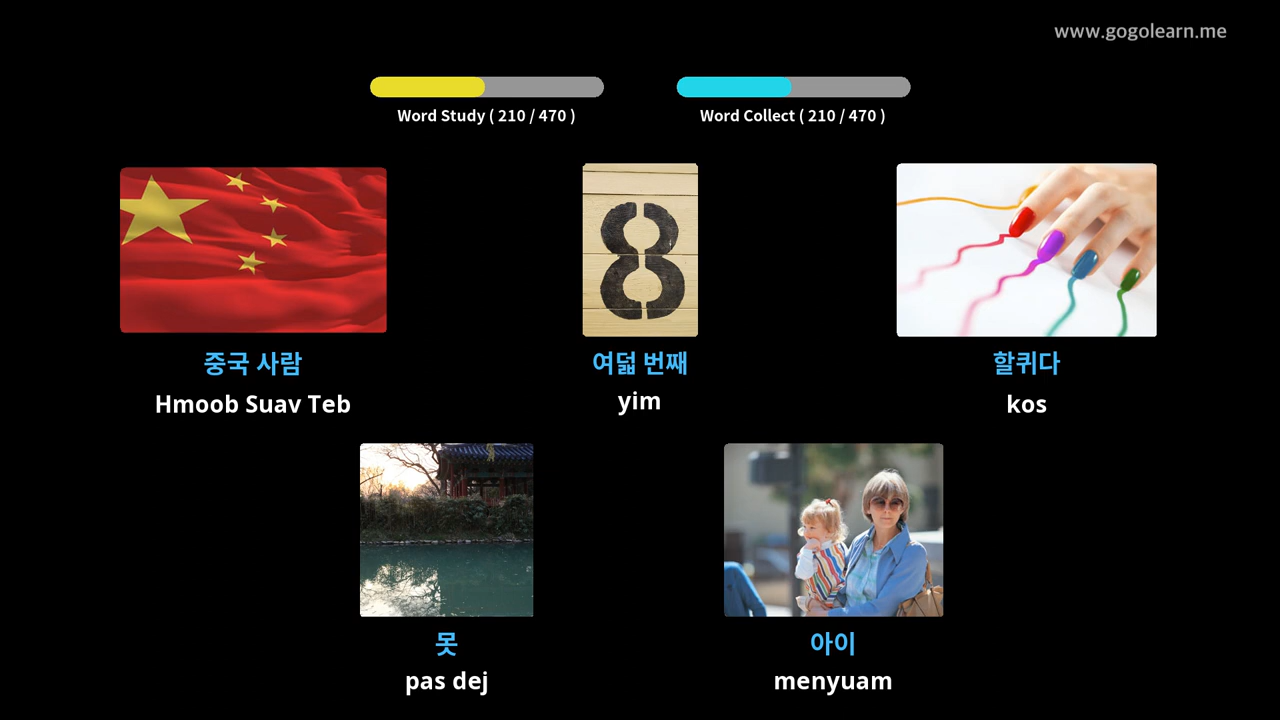 www.gogolearn.me
Word Study ( 210 / 470 )
Word Collect ( 210 / 470 )
8
중국 사람
Hmoob Suav Teb
여덟 번째
yim
할퀴다
kos
못
pas dej
아이
menyuam